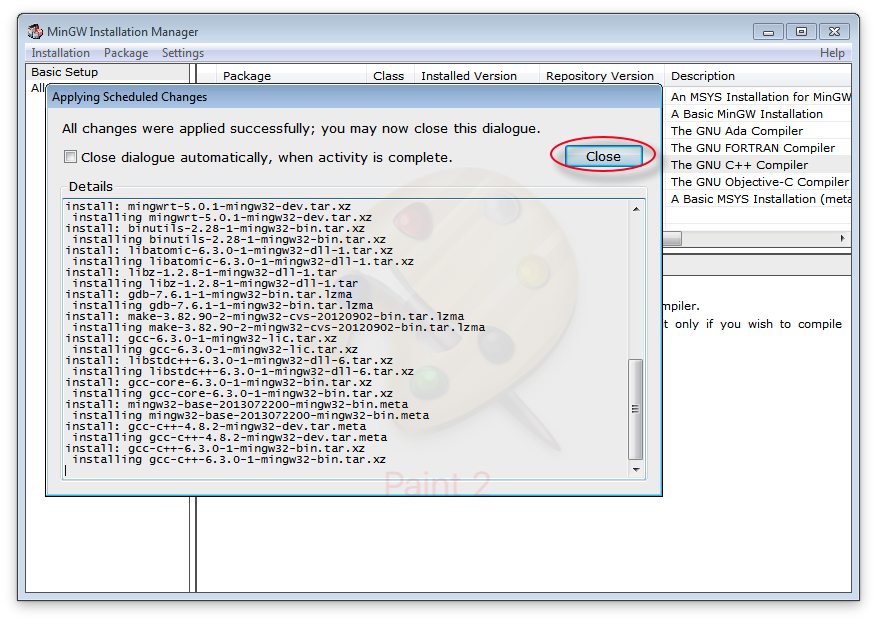 MinGW Installation Manager
Installation Package Settings Help
Basic Setup
All
Package Class Installed Version Repository Version Description
An MSYS Installation for MinGW
A Basic MinGW Installation
The GNU Ada Compiler
The GNU FORTRAN Compiler
The GNU C++ Compiler
The GNU Objective-C Compiler
A Basic MSYS Installation (meta
mpiler.
t only if you wish to compile
Applying Scheduled Changes
All changes were applied successfully; you may now close this dialogue.
Close dialogue automatically, when activity is complete.
Close
Details
install: mingwrt-5.0.1-mingw32-dev.tar.xz
installing mingwrt-5.0.1-mingw32-dev.tar.xz
install: binutils-2.28-1-mingw32-bin.tar.xz
installing binutils-2.28-1-mingw32-bin.tar.xz
install: libatomic-6.3.0-1-mingw32-dll-1.tar.xz
installing libatomic-6.3.0-1-mingw32-dll-1.tar.xz
install: libz-1.2.8-1-mingw32-dll-1.tar
installing libz-1.2.8-1-mingw32-dll-1.tar
install: gdb-7.6.1-1-mingw32-bin.tar.lzma
installing gdb-7.6.1-1-mingw32-bin.tar.lzma
install: make-3.82.90-2-mingw32-cvs-20120902-bin.tar.lzma
installing make-3.82.90-2-mingw32-cvs-20120902-bin.tar.lzma
install: gcc-6.3.0-1-mingw32-lic.tar.xz
installing gcc-6.3.0-1-mingw32-lic.tar.xz
install: libstdc++-6.3.0-1-mingw32-dll-6.tar.xz
installing libstdc++-6.3.0-1-mingw32-dll-6.tar.xz
install: gcc-core-6.3.0-1-mingw32-bin.tar.xz
installing gcc-core-6.3.0-1-mingw32-bin.tar.xz
install: mingw32-base-2013072200-mingw32-bin.meta
installing mingw32-base-2013072200-mingw32-bin.meta
install: gcc-c++-4.8.2-mingw32-dev.tar.meta
installing gcc-c++-4.8.2-mingw32-dev.tar.meta
install: gcc-c++-6.3.0-1-mingw32-bin.tar.xz
installing gcc-c++-6.3.0-1-mingw32-bin.tar.xz
Paint 2